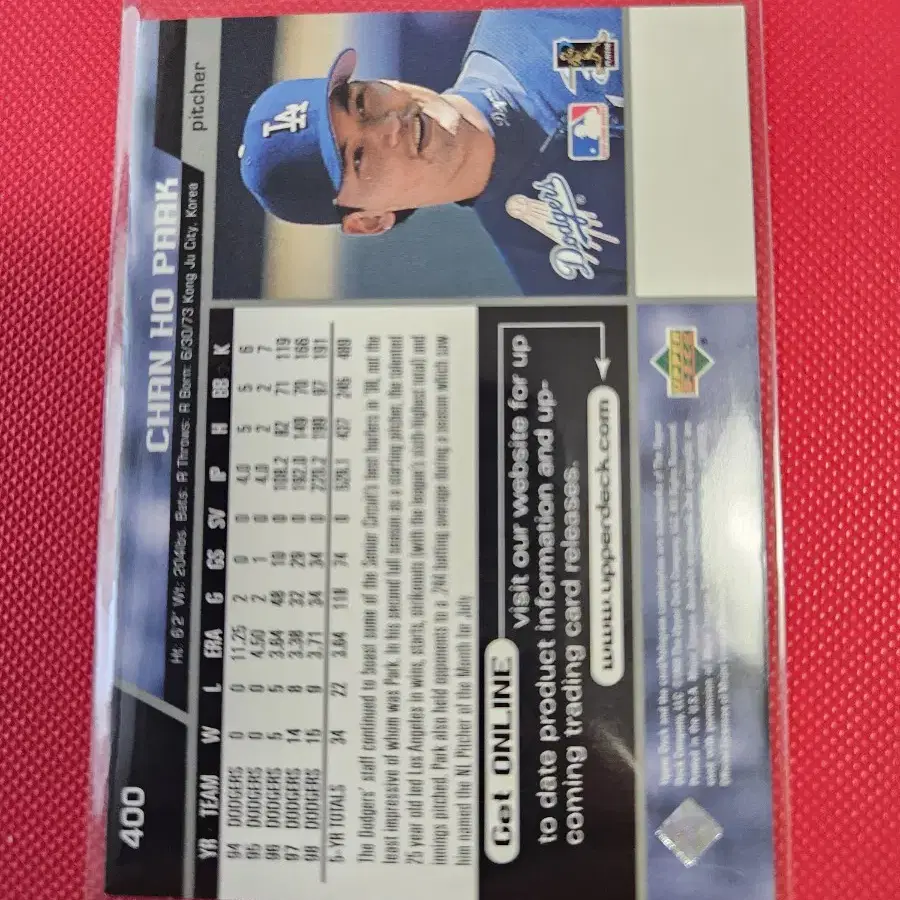 400
CHAN HO PARK
pitcher
Ht: 6'2" Wt: 204lbs. Bats: R Throws: R Born: 6/30/73 Kong Ju City, Korea
YR TEAM W L ERA G GS SV IP H BB K
94 DODGERS 0 0 11.25 2 0 0 4.0 5 5 6
95 DODGERS 0 0 4.50 2 1 0 4.0 2 2 7
96 DODGERS 5 5 3.64 48 10 0 108.2 82 71 119
97 DODGERS 14 8 3.38 32 29 0 192.0 149 70 166
98 DODGERS 15 9 3.71 34 34 0 220.2 199 97 191
5-YR TOTALS 34 22 3.64 118 74 0 529.1 437 245 489
The Dodgers' staff continued to boast some of the Senior Circuit's best hurlers in '98, not the
least impressive of whom was Park. In his second full season as a starting pitcher, the talented
25 year old led Los Angeles in wins, starts, strikeouts (with the league's sixth highest total) and
innings pitched. Park also held opponents to a .244 batting average during a season which saw
him named the NL Pitcher of the Month for July.
Get ONLINE visit our website for up
to date product information and up-
coming trading card releases.
www.upperdeck.com
LA
Dodgers
UPPER
DECK